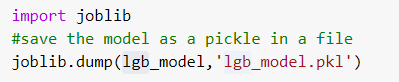 import joblib
#save the model as a pickle in a file
joblib.dump(lgb_model,'lgb_model.pkl')